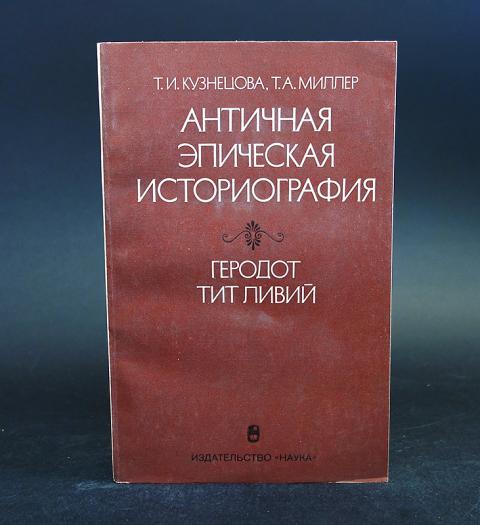 Т. И. КУЗНЕЦОВА, Т. А. МИЛЛЕР
АНТИЧНАЯ
ЭПИЧЕСКАЯ
ИСТОРИОГРАФИЯ
ГЕРОДОТ
ТИТ ЛИВИЙ
ИЗДАТЕЛЬСТВО «НАУКА»